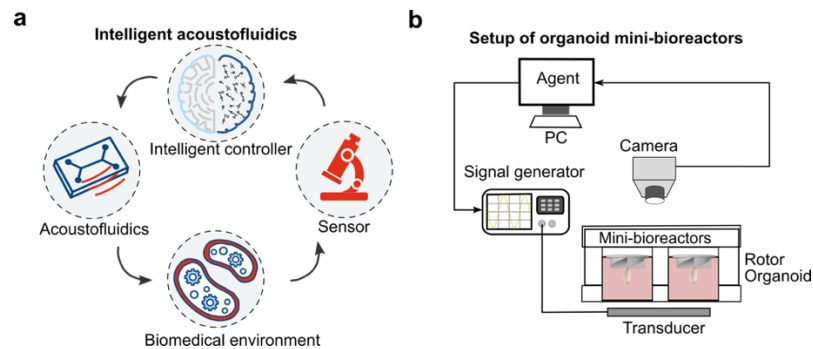 a
Intelligent acoustofluidics
Intelligent controller
Acoustofluidics
Sensor
Biomedical environment
b
Setup of organoid mini-bioreactors
Agent
PC
Camera
Signal generator
Mini-bioreactors
Rotor
Organoid
Transducer